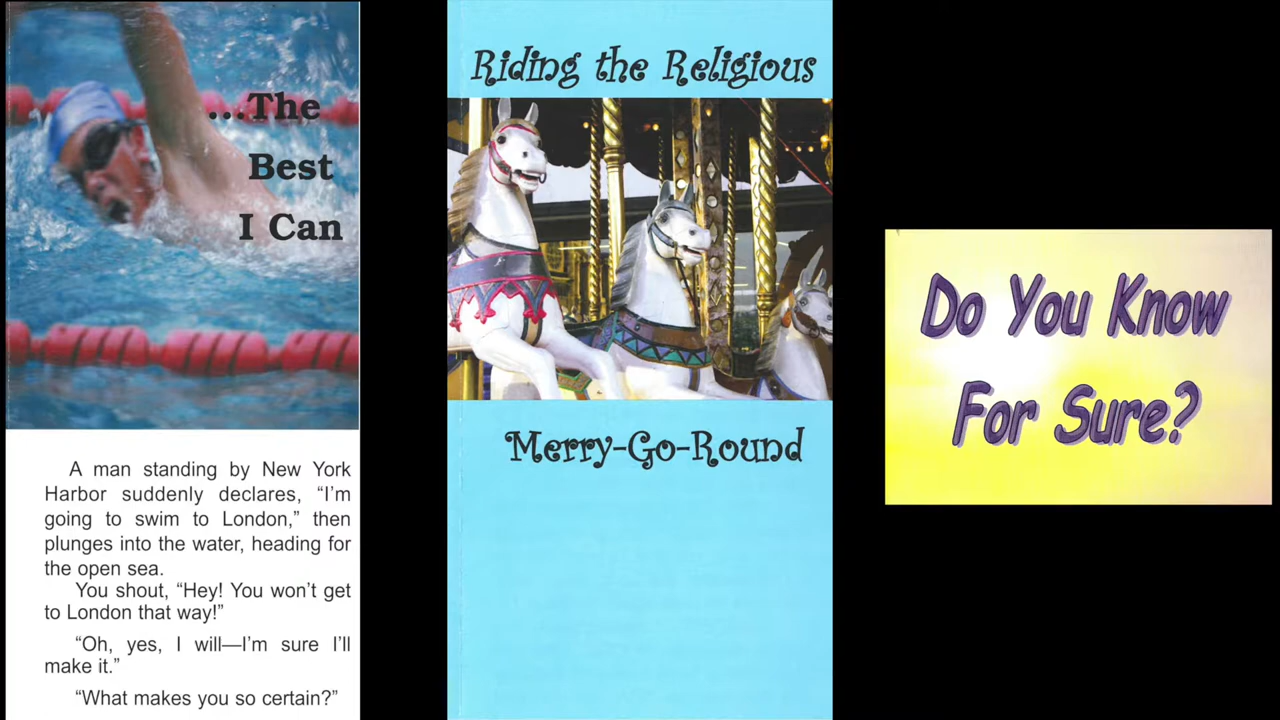 ...The
Best
I Can
A man standing by New York
Harbor suddenly declares, “I’m
going to swim to London,” then
plunges into the water, heading for
the open sea.
You shout, “Hey! You won’t get
to London that way!”
“Oh, yes, I will—I’m sure I’ll
make it.”
“What makes you so certain?”
Riding the Religious
Merry-Go-Round
Do You Know
For Sure?